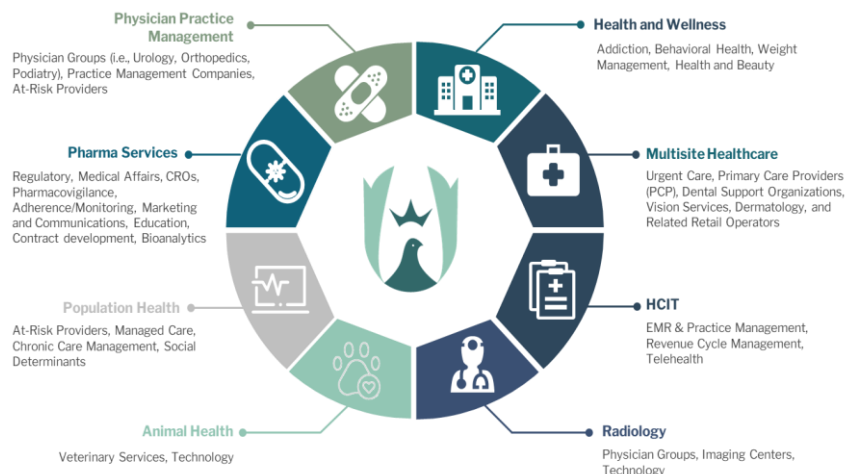 Physician Practice
Management
Physician Groups (i.e., Urology, Orthopedics,
Podiatry), Practice Management Companies,
At-Risk Providers
Health and Wellness
Addiction, Behavioral Health, Weight
Management, Health and Beauty
Pharma Services
Regulatory, Medical Affairs, CROs,
Pharmacovigilance,
Adherence/Monitoring, Marketing
and Communications, Education,
Contract development, Bioanalytics
Multisite Healthcare
Urgent Care, Primary Care Providers
(PCP), Dental Support Organizations,
Vision Services, Dermatology, and
Related Retail Operators
Population Health
At-Risk Providers, Managed Care,
Chronic Care Management, Social
Determinants
HCIT
EMR & Practice Management,
Revenue Cycle Management,
Telehealth
Animal Health
Veterinary Services, Technology
Radiology
Physician Groups, Imaging Centers,
Technology